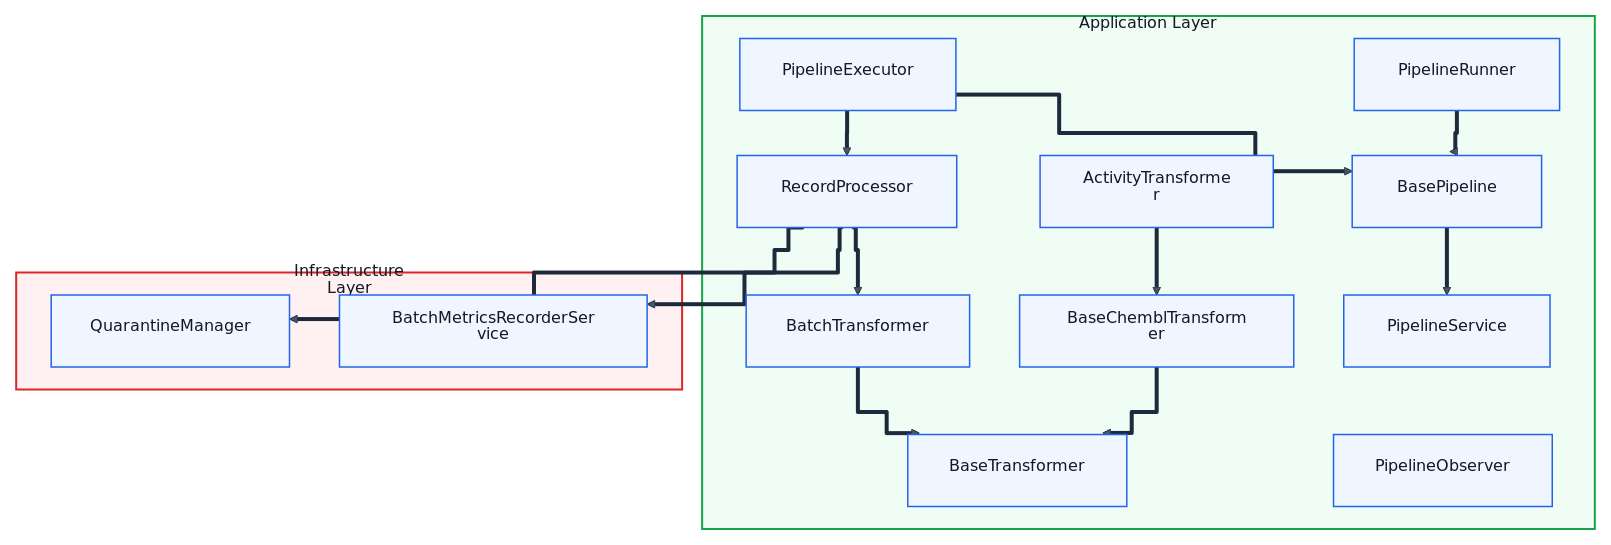 Application Layer
PipelineExecutor
PipelineRunner
RecordProcessor
ActivityTransforme
r
BasePipeline
Infrastructure
Layer
QuarantineManager
BatchMetricsRecorderSer
vice
BatchTransformer
BaseChemblTransform
er
PipelineService
BaseTransformer
PipelineObserver